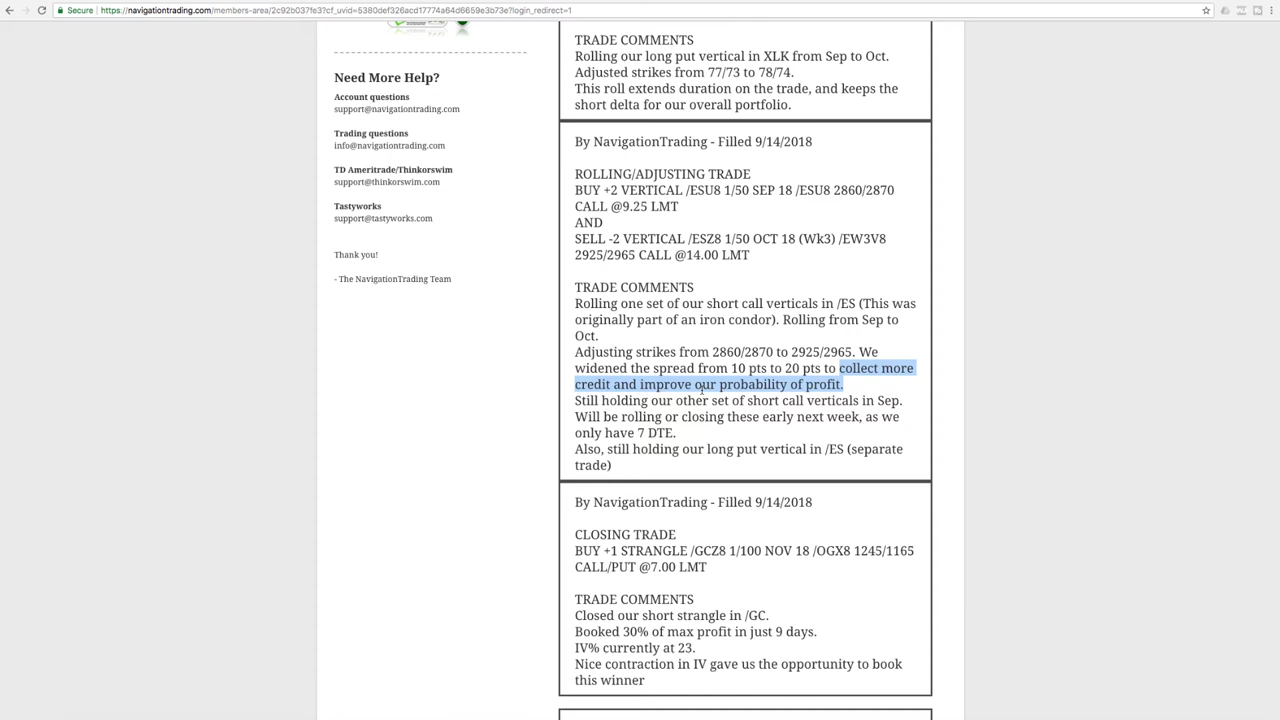 Secure
https://navigationtrading.com/members-area/2c92b037fe3?cf_uvid=5380def326acd17774a64d6659e3b73e?login_redirect=1
Need More Help?
Account questions
support@navigationtrading.com
Trading questions
info@navigationtrading.com
TD Ameritrade/Thinkorswim
support@thinkorswim.com
Tastyworks
support@tastyworks.com
Thank you!
- The NavigationTrading Team
TRADE COMMENTS
Rolling our long put vertical in XLK from Sep to Oct.
Adjusted strikes from 77/73 to 78/74.
This roll extends duration on the trade, and keeps the
short delta for our overall portfolio.
By NavigationTrading - Filled 9/14/2018
ROLLING/ADJUSTING TRADE
BUY +2 VERTICAL /ESU8 1/50 SEP 18 /ESU8 2860/2870
CALL @9.25 LMT
AND
SELL -2 VERTICAL /ESZ8 1/50 OCT 18 (Wk3) /EW3V8
2925/2965 CALL @14.00 LMT
TRADE COMMENTS
Rolling one set of our short call verticals in /ES (This was
originally part of an iron condor). Rolling from Sep to
Oct.
Adjusting strikes from 2860/2870 to 2925/2965. We
widened the spread from 10 pts to 20 pts to collect more
credit and improve our probability of profit.
Still holding our other set of short call verticals in Sep.
Will be rolling or closing these early next week, as we
only have 7 DTE.
Also, still holding our long put vertical in /ES (separate
trade)
By NavigationTrading - Filled 9/14/2018
CLOSING TRADE
BUY +1 STRANGLE /GCZ8 1/100 NOV 18 /OGX8 1245/1165
CALL/PUT @7.00 LMT
TRADE COMMENTS
Closed our short strangle in /GC.
Booked 30% of max profit in just 9 days.
IV% currently at 23.
Nice contraction in IV gave us the opportunity to book
this winner